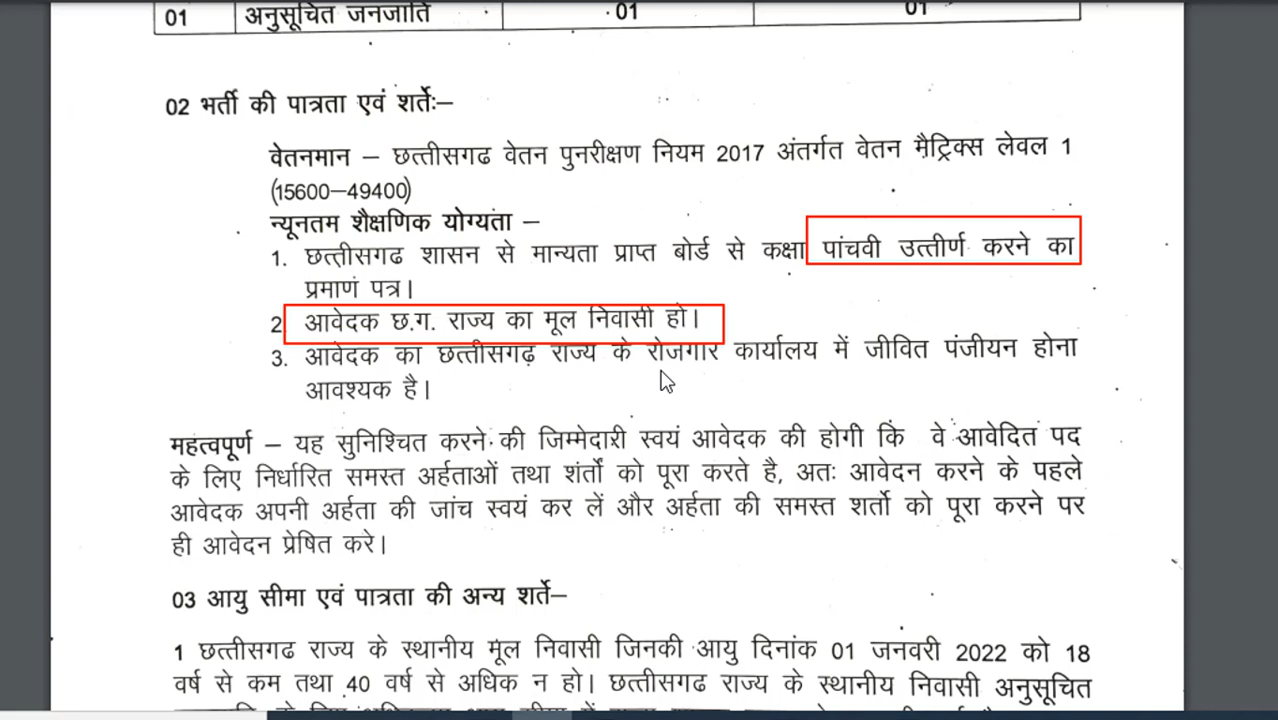 01 अनुसूचित जनजाति 01 01
02 भर्ती की पात्रता एवं शर्तेः–
वेतनमान – छत्तीसगढ वेतन पुनरीक्षण नियम 2017 अंतर्गत वेतन मैट्रिक्स लेवल 1
(15600–49400)
न्यूनतम शैक्षणिक योग्यता –
1. छत्तीसगढ शासन से मान्यता प्राप्त बोर्ड से कक्षा पांचवी उत्तीर्ण करने का
प्रमाण पत्र।
2 आवेदक छ.ग. राज्य का मूल निवासी हो।
3. आवेदक का छत्तीसगढ़ राज्य के रोजगार कार्यालय में जीवित पंजीयन होना
आवश्यक है।
महत्वपूर्ण – यह सुनिश्चित करने की जिम्मेदारी स्वयं आवेदक की होगी कि वे आवेदित पद
के लिए निर्धारित समस्त अर्हताओं तथा शंर्तो को पूरा करते है, अतः आवेदन करने के पहले
आवेदक अपनी अर्हता की जांच स्वयं कर लें और अर्हता की समस्त शर्तो को पूरा करने पर
ही आवेदन प्रेषित करे।
03 आयु सीमा एवं पात्रता की अन्य शर्ते–
1 छत्तीसगढ राज्य के स्थानीय मूल निवासी जिनकी आयु दिनांक 01 जनवरी 2022 को 18
वर्ष से कम तथा 40 वर्ष से अधिक न हो। छत्तीसगढ राज्य के स्थानीय निवासी अनुसूचित